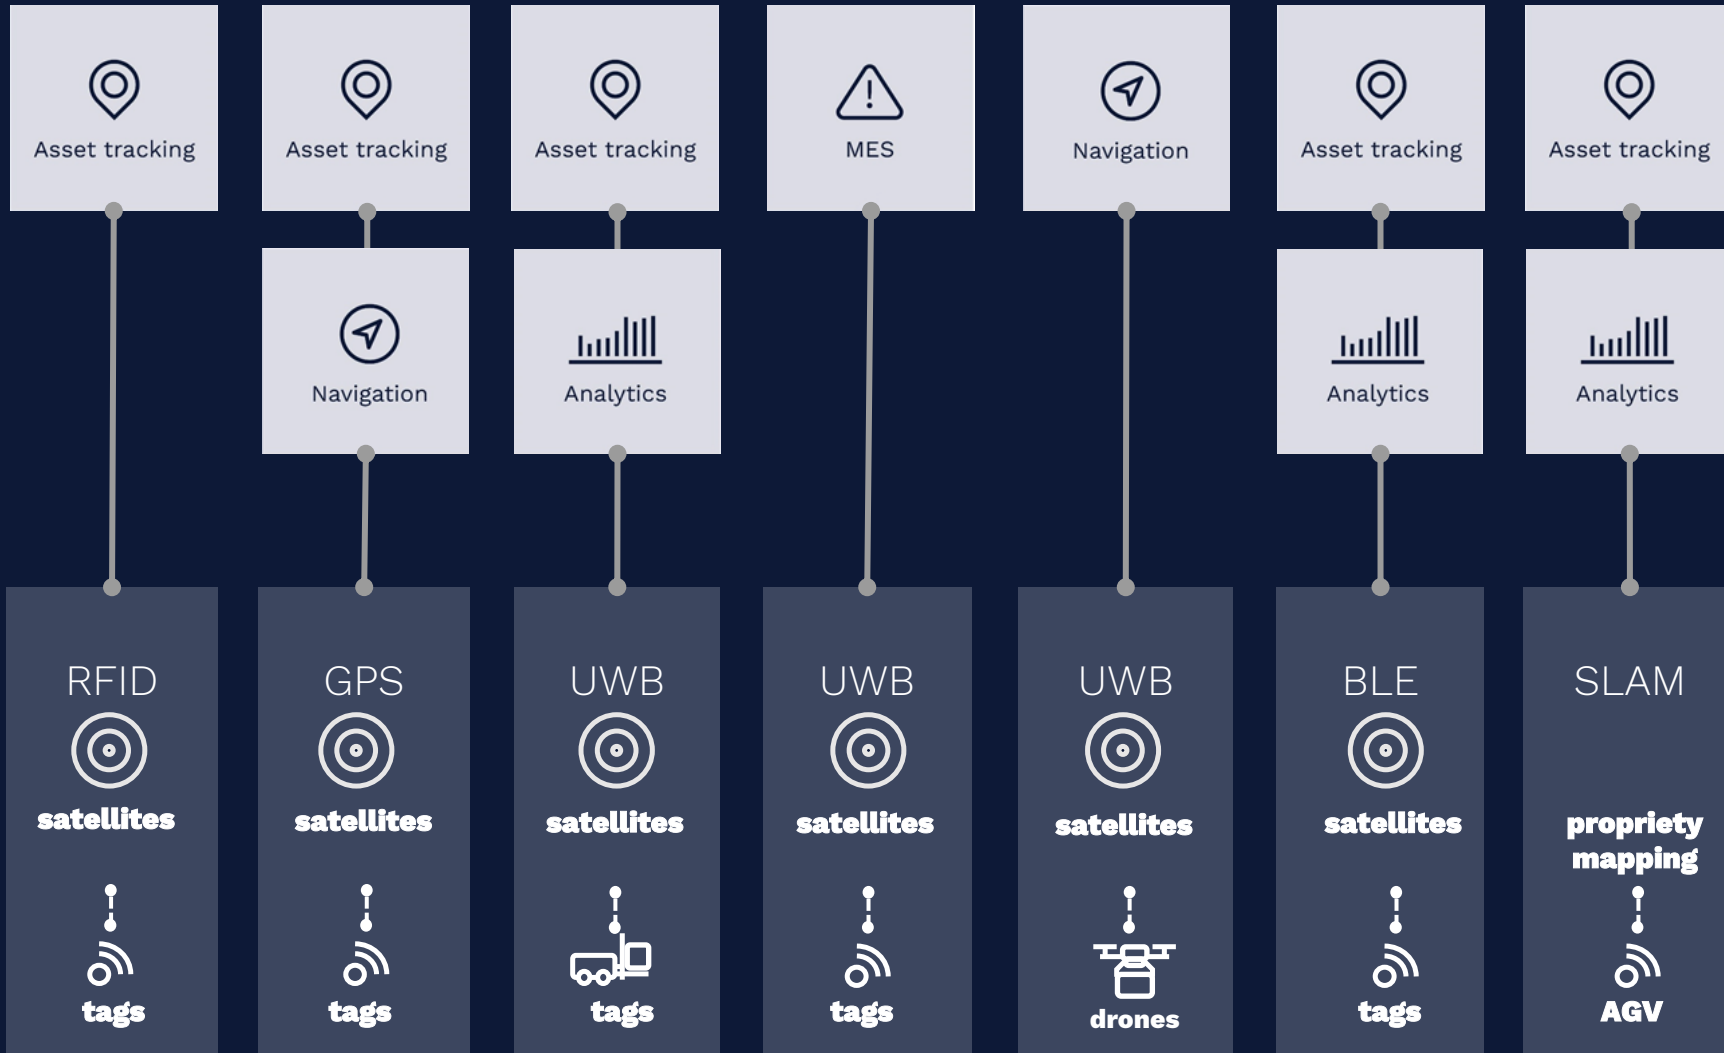 Asset tracking
Asset tracking
Asset tracking
MES
Navigation
Asset tracking
Asset tracking
Navigation
Analytics
Analytics
Analytics
RFID
GPS
UWB
UWB
UWB
BLE
SLAM
satellites
satellites
satellites
satellites
satellites
satellites
propriety
mapping
tags
tags
tags
tags
drones
tags
AGV